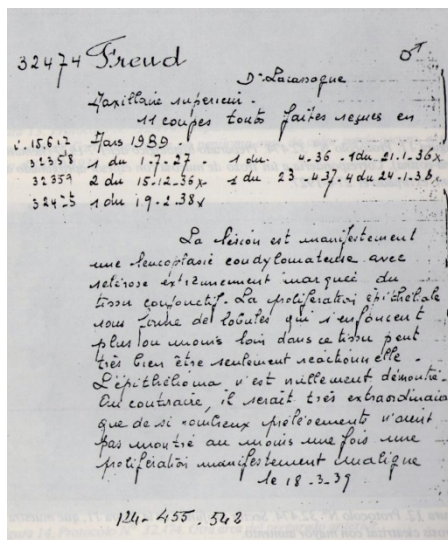 32474 Freud ♂
Dr Lacassagne
Maxillaire supérieur.
11 coupes toutes faites reçues en
Mars 1939
32358 1 du 1-7-27 - 1 du 4-36 - 1 du 21.1.36x
32359 2 du 15-12-36x - 1 du 23-4-37-4 du 24-1-38x
1 du 19-2-38x
La lésion est manifestement
une leucoplasie condylomateuse avec
sclérose extrêmement marquée du
tissu conjonctif. La prolifération épithéliale
sous forme de lobules qui s'enfoncent
plus ou moins loin dans ce tissu peut
très bien être seulement réactionnelle.
L'épithélioma n'est nullement démontré.
Au contraire, il serait très extraordinaire
que de si nombreux prélèvements n'aient
pas montré au moins une fois une
prolifération manifestement maligne
le 18-3-39
124-455-542